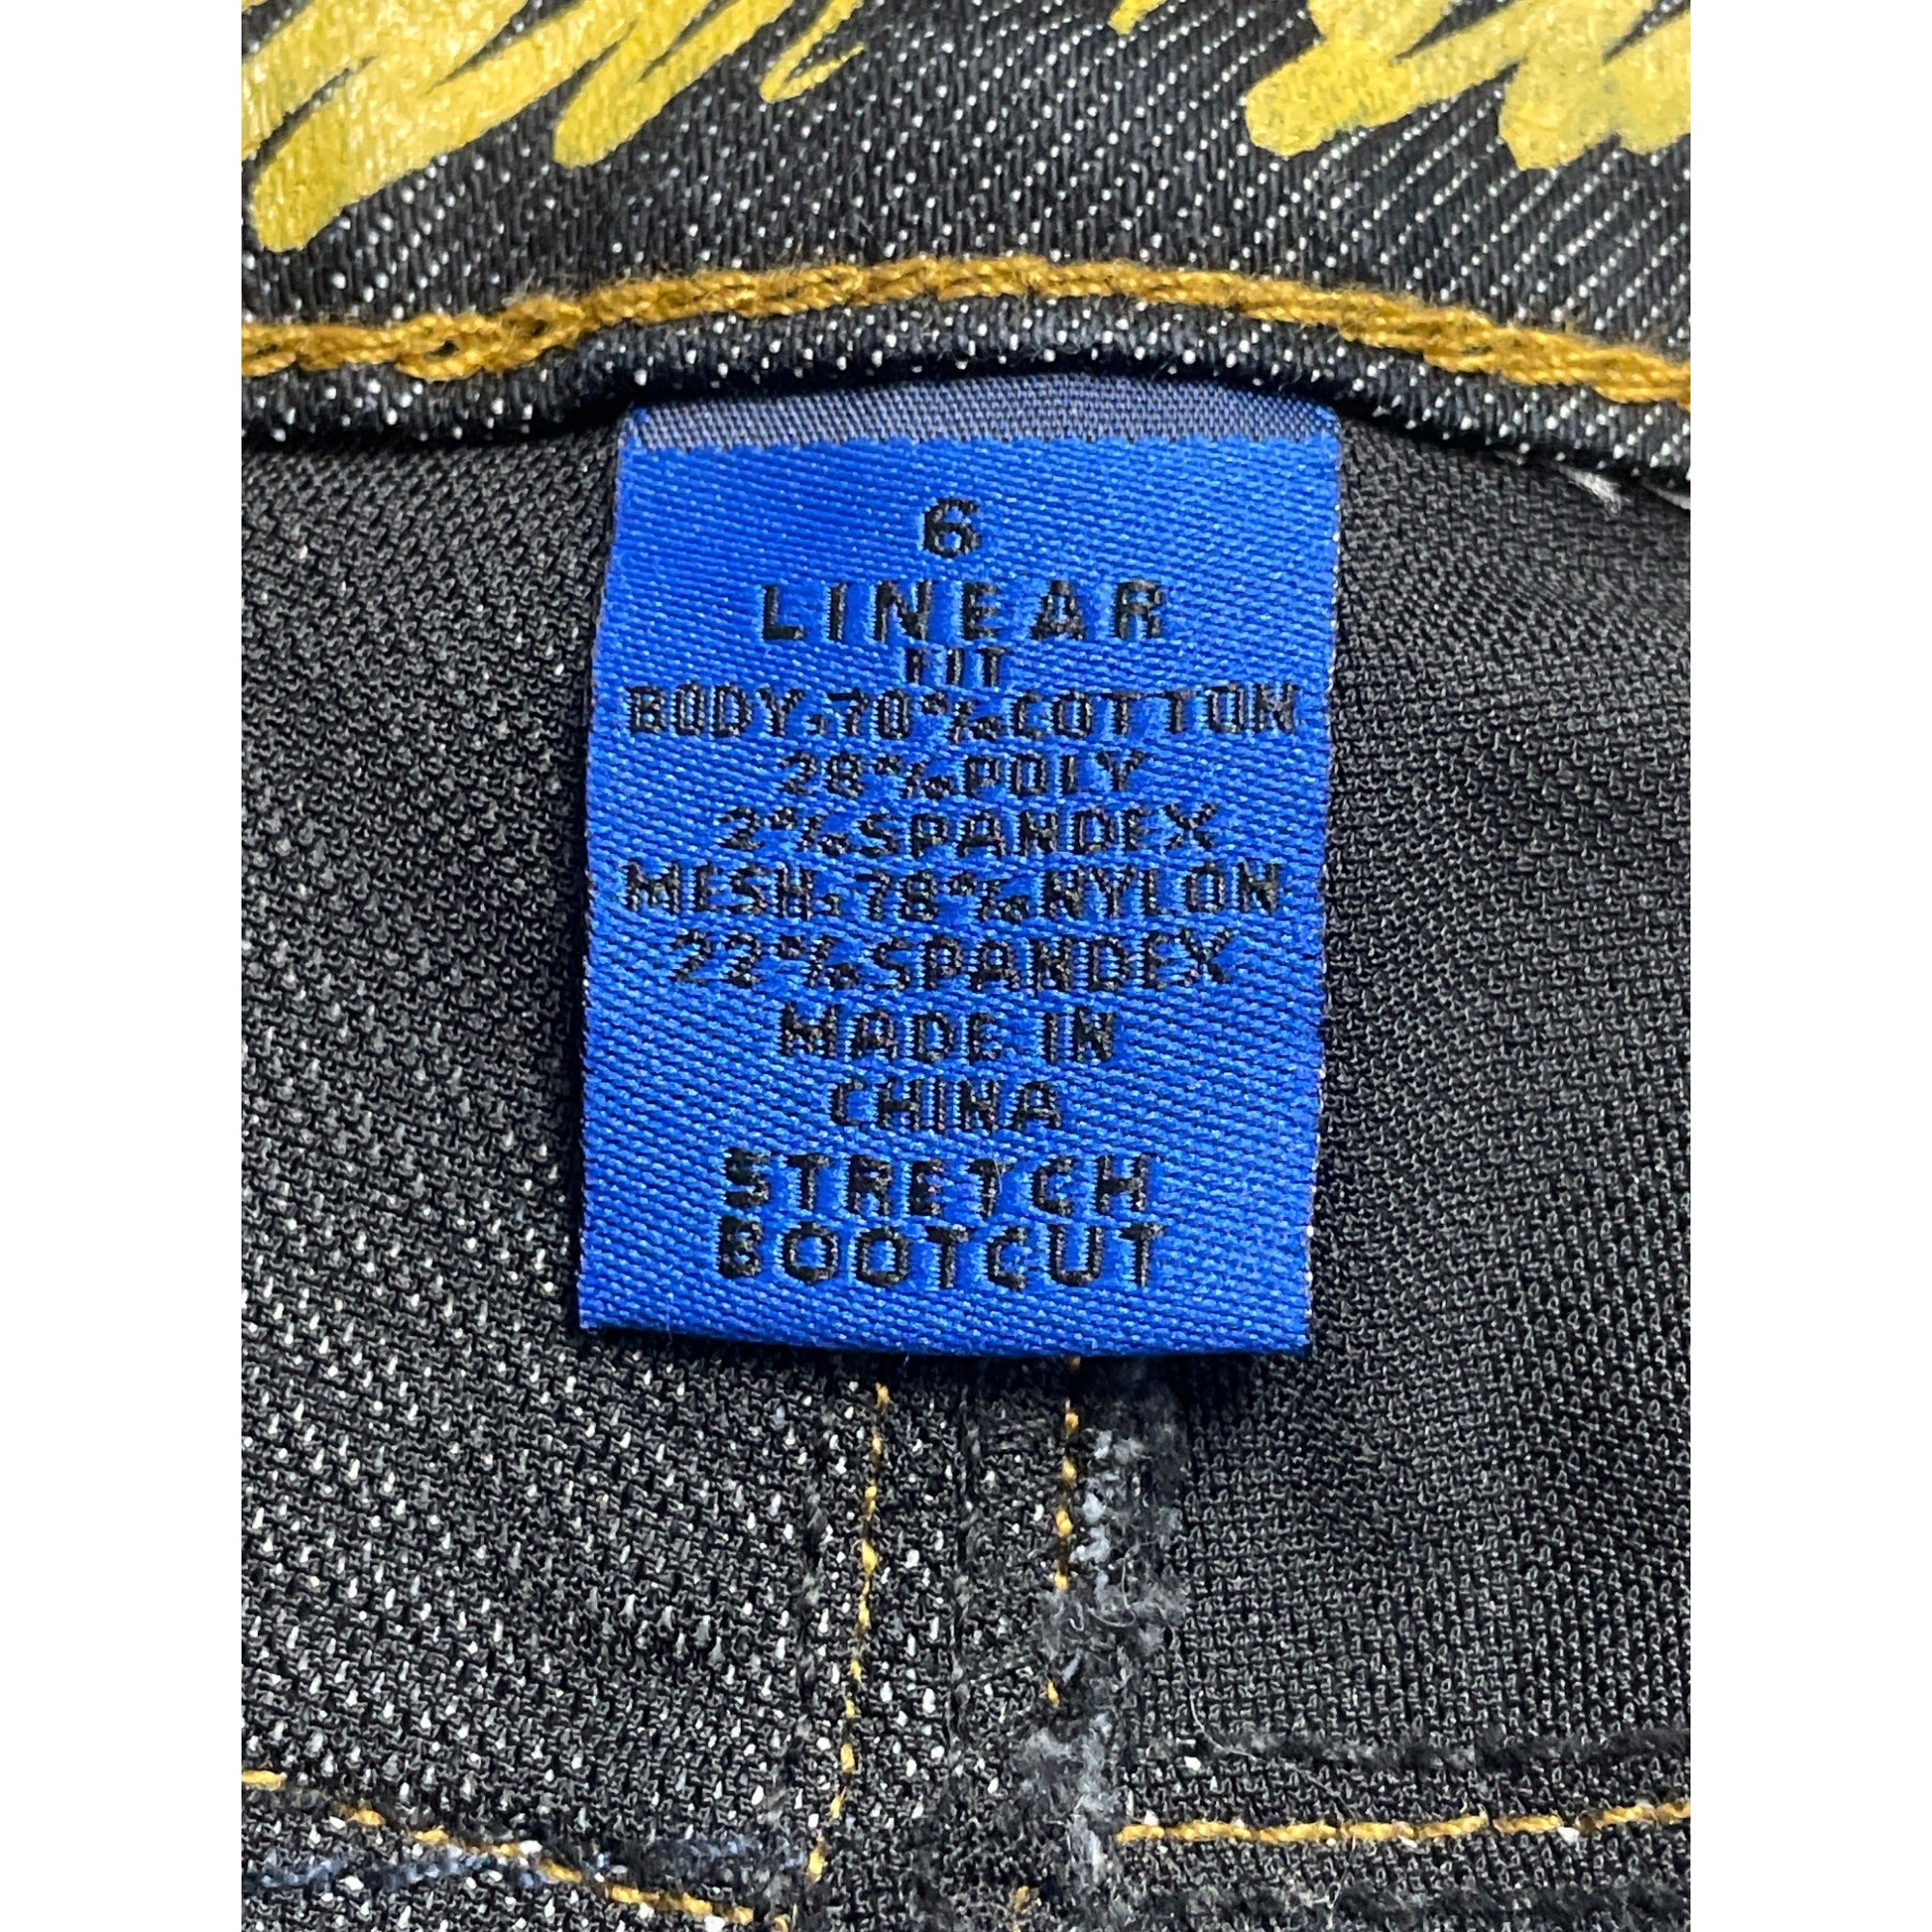 6
LINEAR
FIT
BODY:70%COTTON
28%POLY
2%SPANDEX
MESH:78%NYLON
22%SPANDEX
MADE IN
CHINA
STRETCH
BOOTCUT